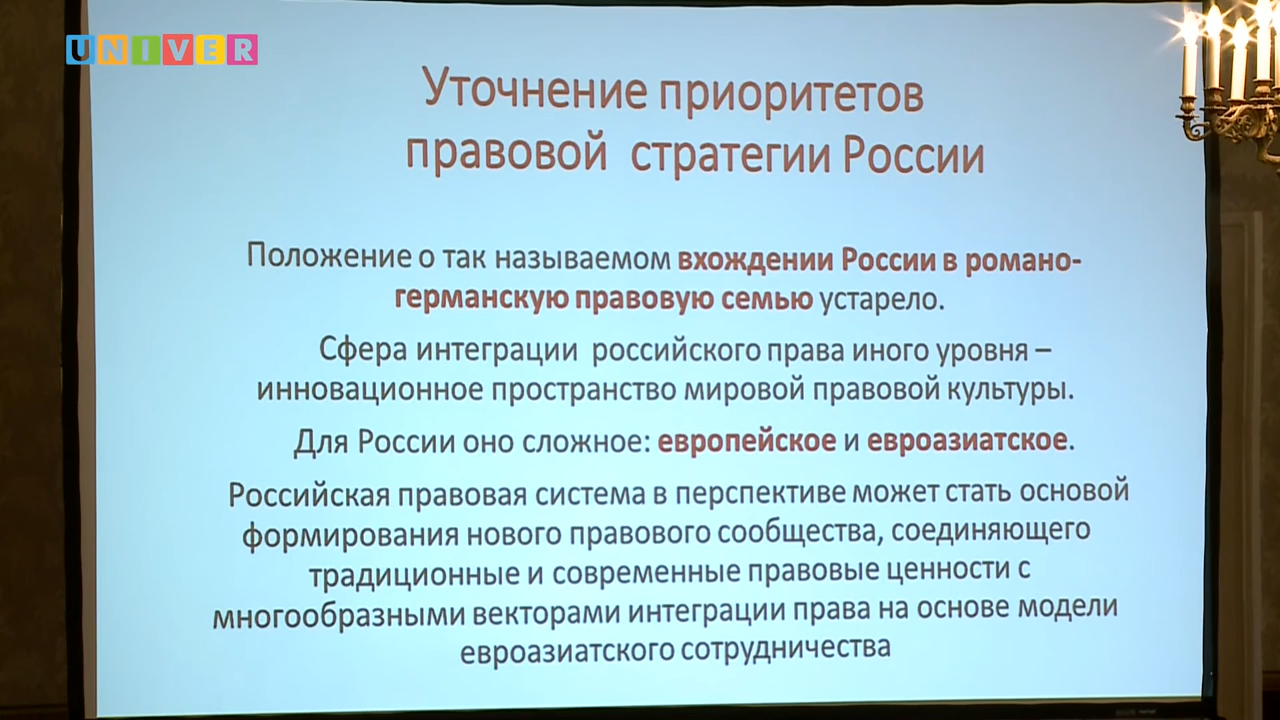 UNIVER
Уточнение приоритетов
правовой стратегии России
Положение о так называемом вхождении России в романо-
германскую правовую семью устарело.
Сфера интеграции российского права иного уровня –
инновационное пространство мировой правовой культуры.
Для России оно сложное: европейское и евроазиатское.
Российская правовая система в перспективе может стать основой
формирования нового правового сообщества, соединяющего
традиционные и современные правовые ценности с
многообразными векторами интеграции права на основе модели
евроазиатского сотрудничества